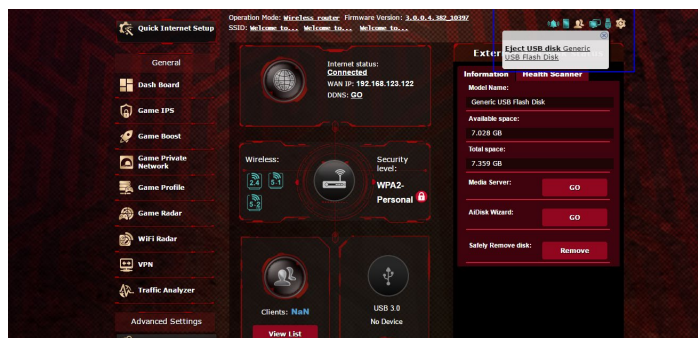 Operation Mode: Wireless router Firmware Version: 3.0.0.4.382_10397
SSID: Welcome to... Welcome to... Welcome to...
Quick Internet Setup
General
Dash Board
Game IPS
Game Boost
Game Private
Network
Game Profile
Game Radar
WiFi Radar
VPN
Traffic Analyzer
Advanced Settings
Internet status:
Connected
WAN IP: 192.168.123.122
DDNS: GO
Wireless:
2.4
5-1
5-2
Security
level:
WPA2-
Personal
Clients: NaN
View List
USB 3.0
No Device
Eject USB disk Generic
USB Flash Disk
Exter
Information
Health Scanner
Model Name:
Generic USB Flash Disk
Available space:
7.028 GB
Total space:
7.359 GB
Media Server:
GO
AiDisk Wizard:
GO
Safely Remove disk:
Remove